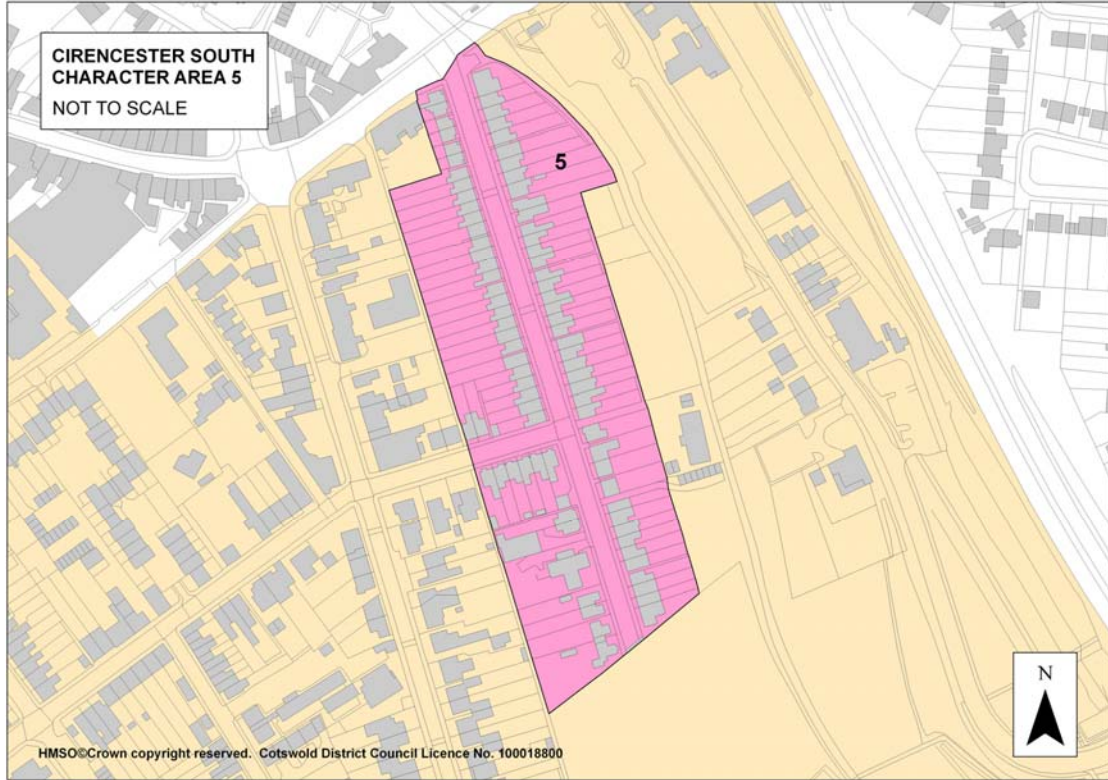 CIRENCESTER SOUTH
CHARACTER AREA 5
NOT TO SCALE
5
N
HMSO©Crown copyright reserved. Cotswold District Council Licence No. 100018800